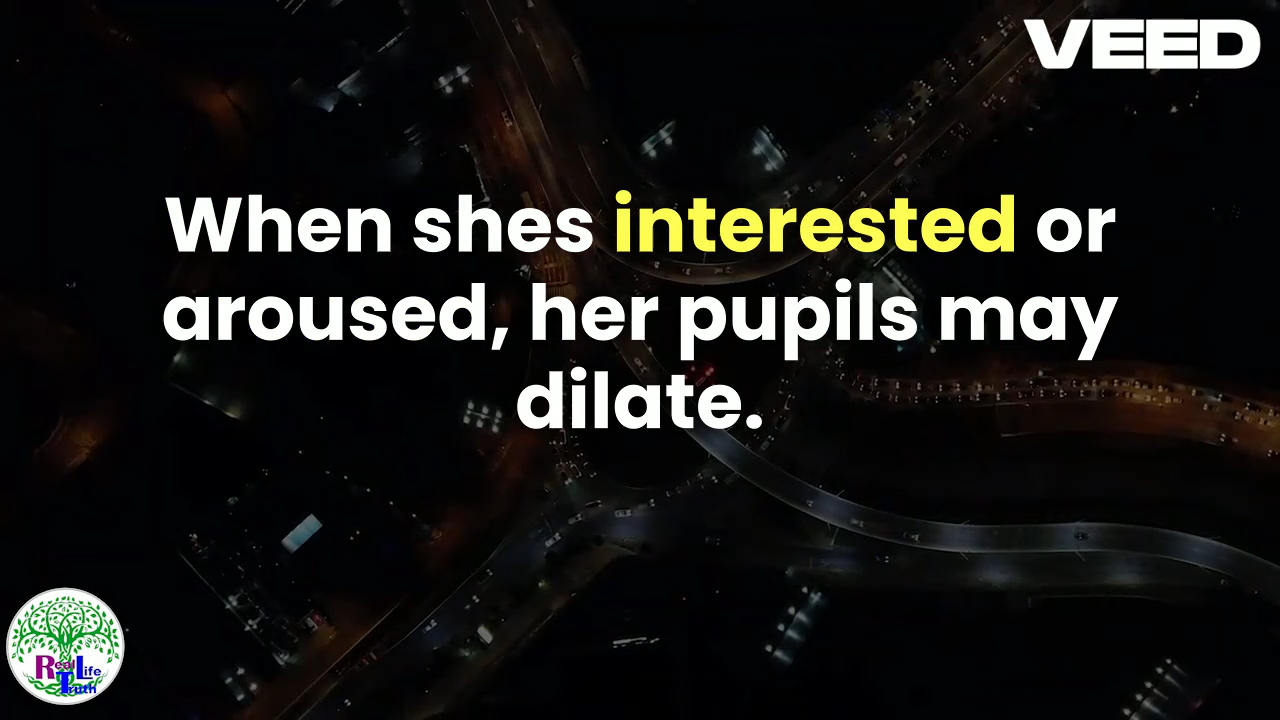 VEED
When shes interested or
aroused, her pupils may
dilate.
Real Life
Truth